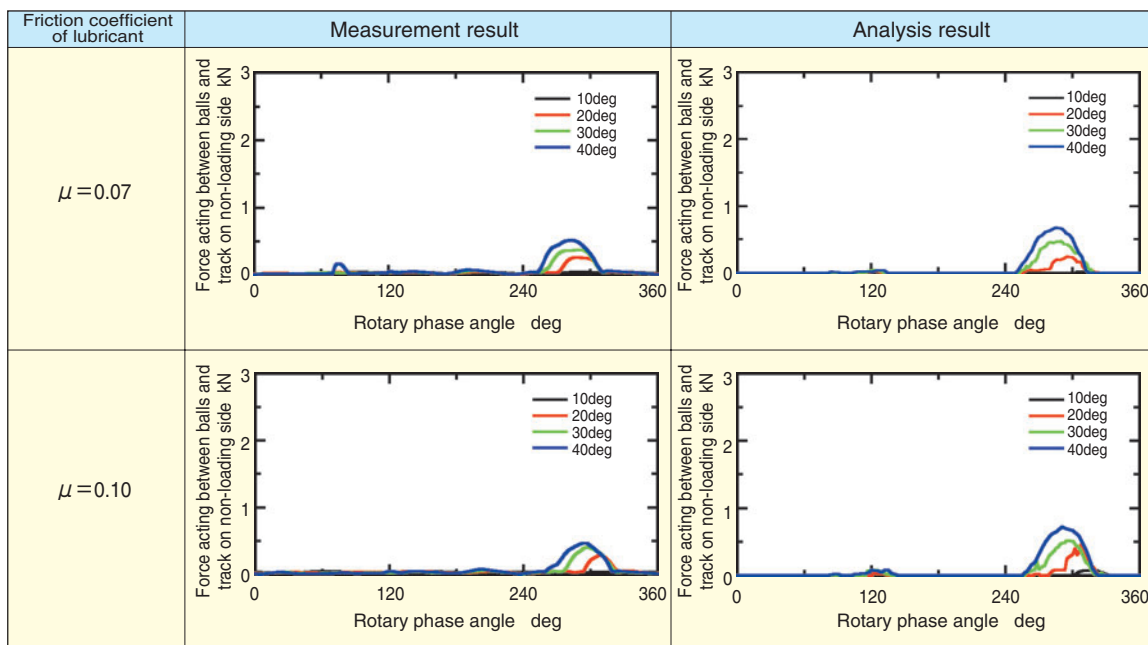 Friction coefficient
of lubricant
Measurement result
Analysis result
μ=0.07
Force acting between balls and
track on non-loading side kN
3
2
1
0
0
120
240
360
10deg
20deg
30deg
40deg
Rotary phase angle deg
Force acting between balls and
track on non-loading side kN
3
2
1
0
0
120
240
360
10deg
20deg
30deg
40deg
Rotary phase angle deg
μ=0.10
Force acting between balls and
track on non-loading side kN
3
2
1
0
0
120
240
360
10deg
20deg
30deg
40deg
Rotary phase angle deg
Force acting between balls and
track on non-loading side kN
3
2
1
0
0
120
240
360
10deg
20deg
30deg
40deg
Rotary phase angle deg